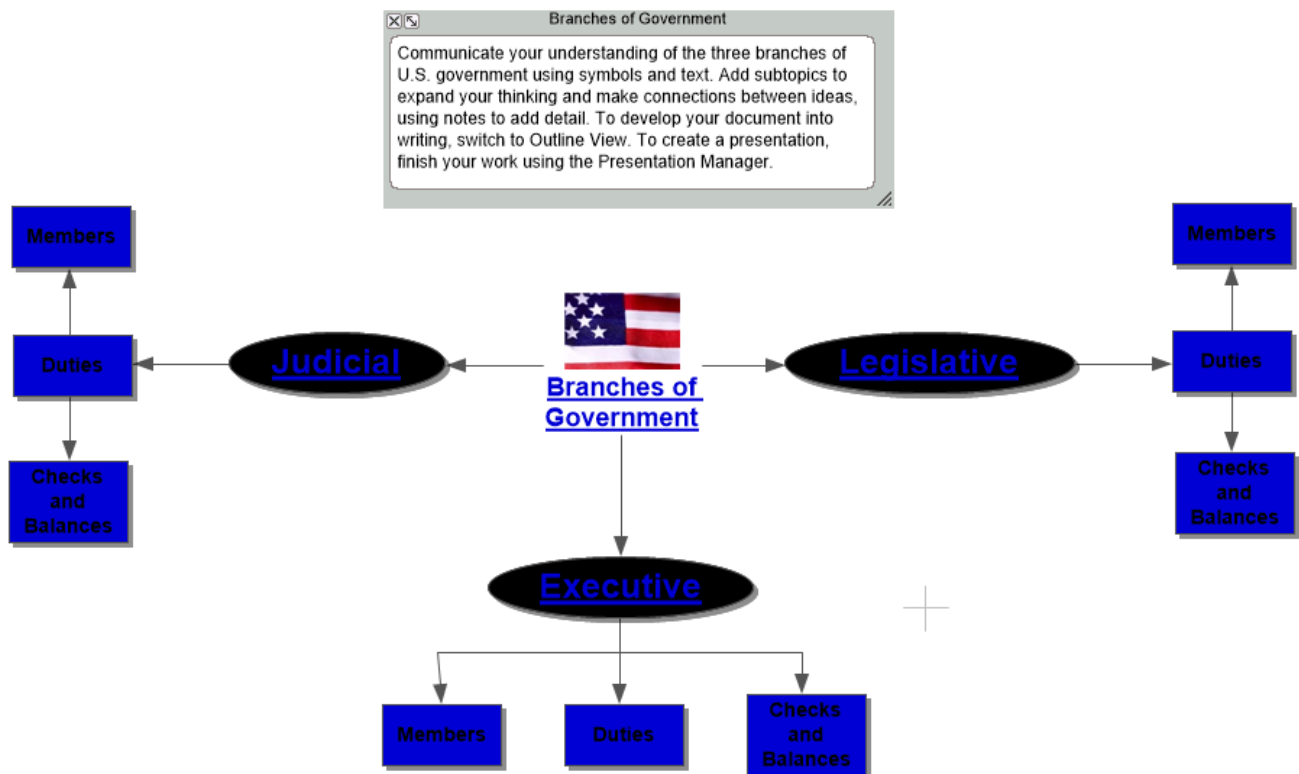 Branches of Government
Communicate your understanding of the three branches of
U.S. government using symbols and text. Add subtopics to
expand your thinking and make connections between ideas,
using notes to add detail. To develop your document into
writing, switch to Outline View. To create a presentation,
finish your work using the Presentation Manager.
Members
Duties
Checks
and
Balances
Judicial
Branches of
Government
Legislative
Members
Duties
Checks
and
Balances
Executive
Members
Duties
Checks
and
Balances